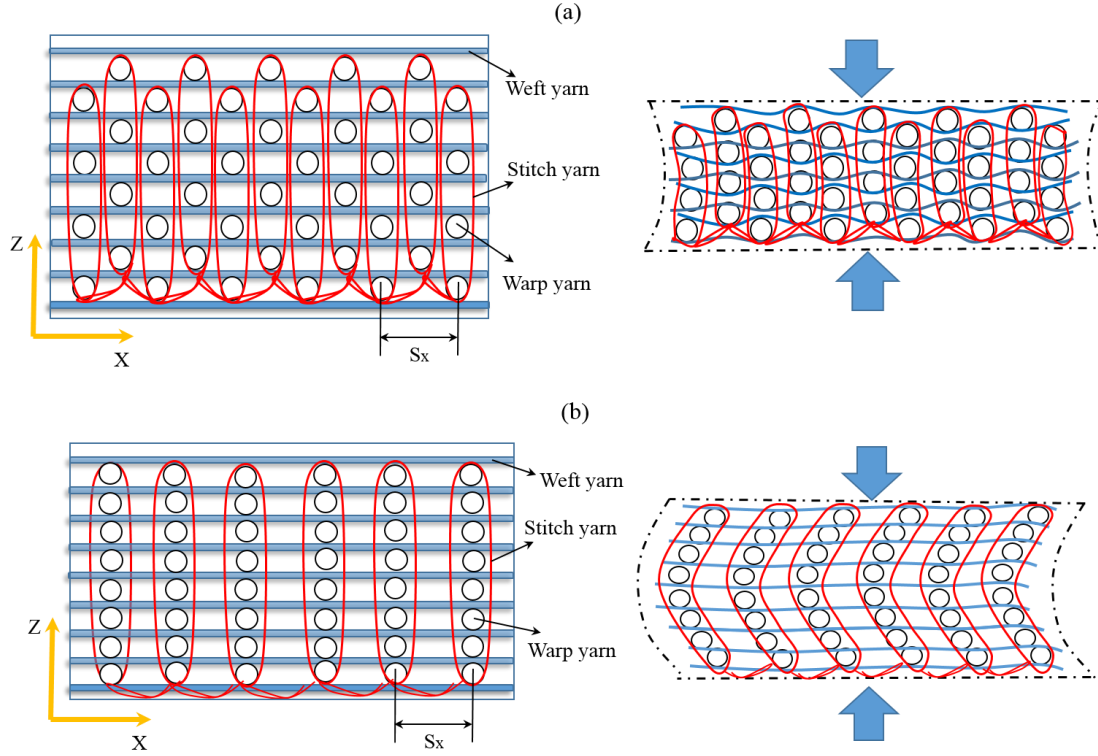 (a)
Weft yarn
Stitch yarn
Warp yarn
Z
X
Sx
(b)
Weft yarn
Stitch yarn
Warp yarn
Z
X
Sx